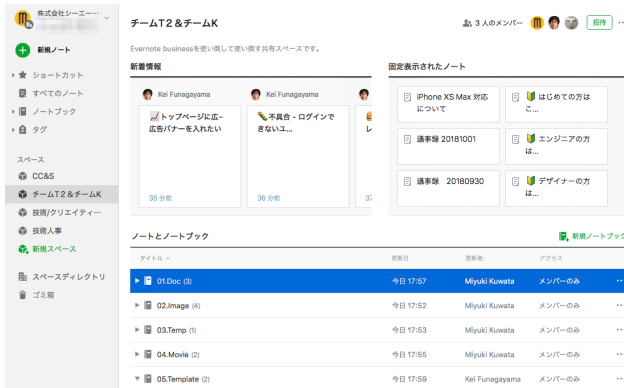 株式会社シーエー…
新規ノート
ショートカット
すべてのノート
ノートブック
タグ
スペース
CC&S
チームT2&チームK
技術/クリエイティ…
技術人事
新規スペース
スペースディレクトリ
ゴミ箱
チームT2&チームK
3 人のメンバー
招待
Evernote businessを使い倒して使い倒す共有スペースです。
新着情報
Kei Funagayama
トップページに広~
広告バナーを入れたい
35 分前
Kei Funagayama
不具合 - ログインで
きないユ...
36 分前
レ
37
固定表示されたノート
iPhone XS Max 対応
について
はじめての方は
こ...
議事録 20181001
エンジニアの方
は...
議事録 20180930
デザイナーの方
は...
ノートとノートブック
新規ノートブック
タイトル 更新日 更新者: アクセス
01.Doc (3) 今日 17:57 Miyuki Kuwata メンバーのみ
02.Image (4) 今日 17:52 Miyuki Kuwata メンバーのみ
03.Temp (1) 今日 17:53 Miyuki Kuwata メンバーのみ
04.Movie (2) 今日 17:55 Miyuki Kuwata メンバーのみ
05.Template (2) 今日 17:59 Kei Funagayama メンバーのみ